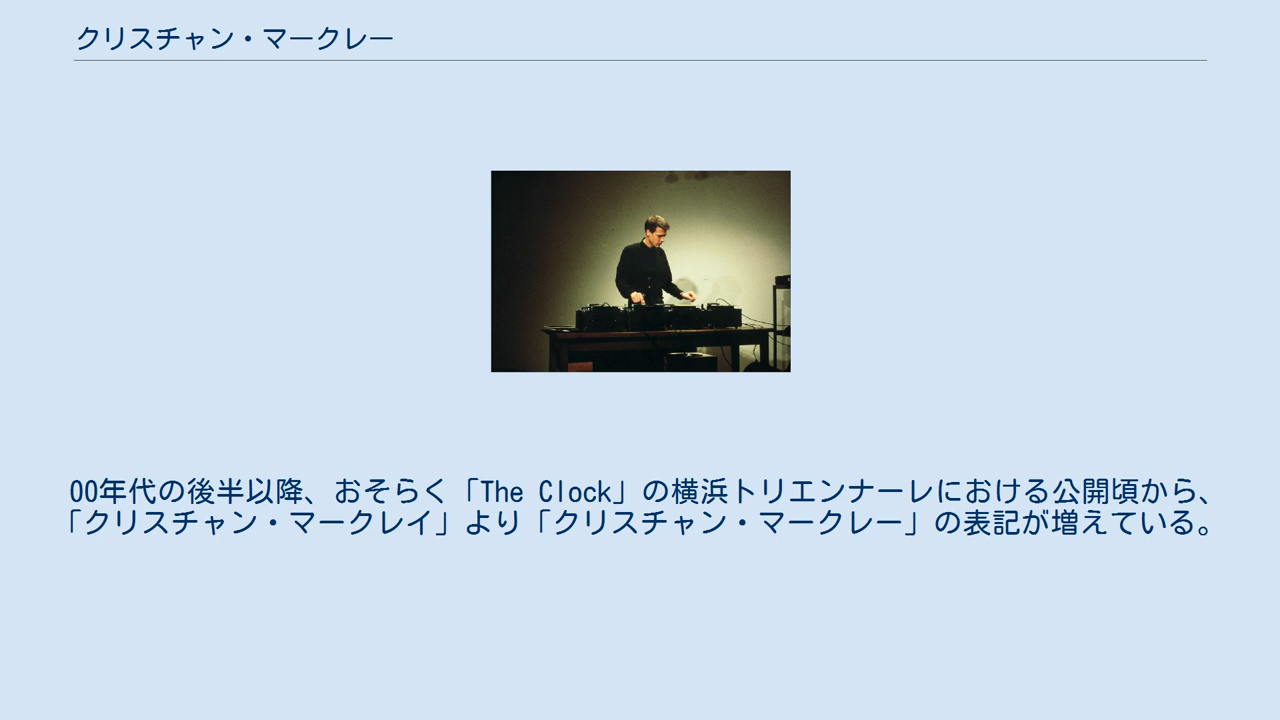 クリスチャン・マークレー
00年代の後半以降、おそらく「The Clock」の横浜トリエンナーレにおける公開頃から、
「クリスチャン・マークレイ」より「クリスチャン・マークレー」の表記が増えている。